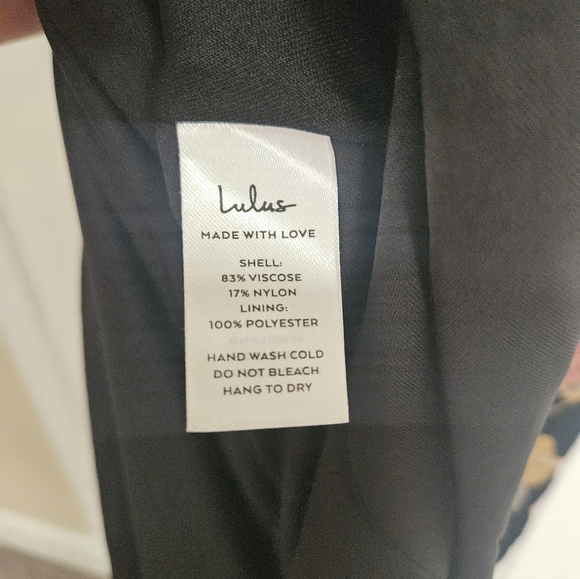 Lulus
MADE WITH LOVE
SHELL:
83% VISCOSE
17% NYLON
LINING:
100% POLYESTER
HAND WASH COLD
DO NOT BLEACH
HANG TO DRY